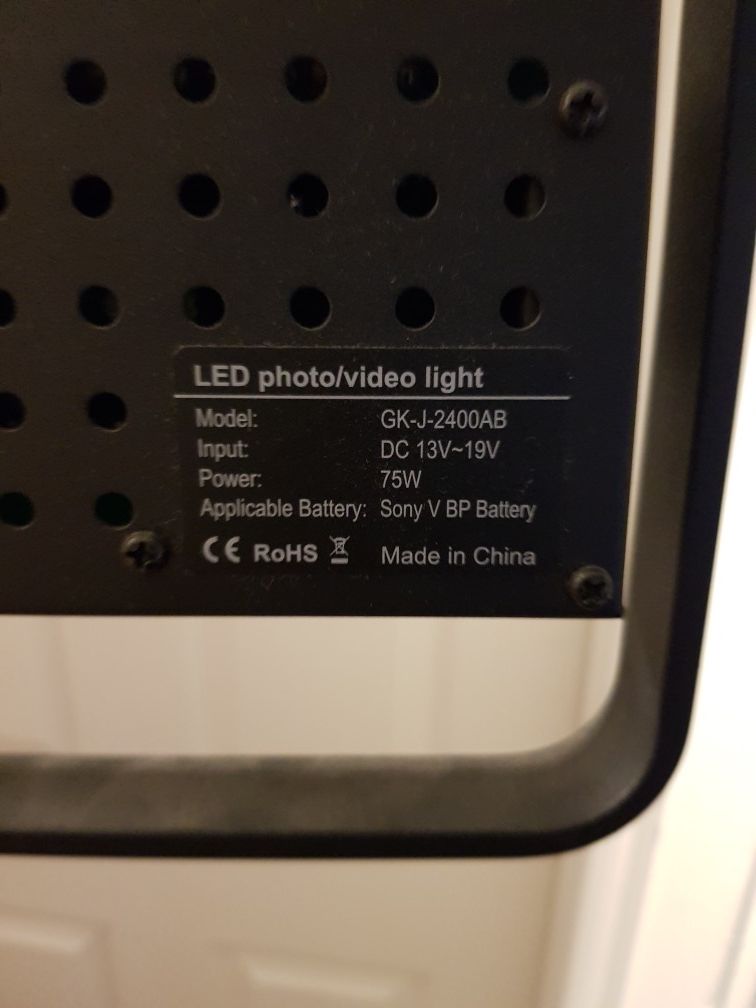 LED photo/video light
Model: GK-J-2400AB
Input: DC 13V~19V
Power: 75W
Applicable Battery: Sony V BP Battery
CE RoHS Made in China